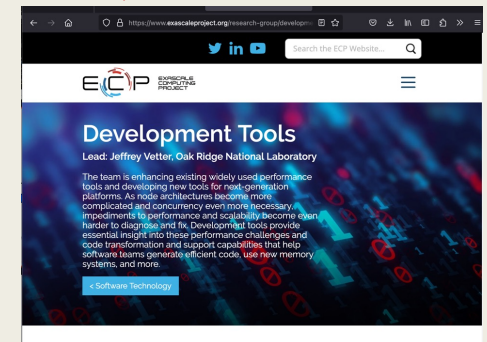 https://www.exascaleproject.org/research-group/developme
in
Search the ECP Website...
ECP EXASCALE COMPUTING PROJECT
Development Tools
Lead: Jeffrey Vetter, Oak Ridge National Laboratory
The team is enhancing existing widely used performance
tools and developing new tools for next-generation
platforms. As node architectures become more
complicated and concurrency even more necessary,
impediments to performance and scalability become even
harder to diagnose and fix. Development tools provide
essential insight into these performance challenges and
code transformation and support capabilities that help
software teams generate efficient code, use new memory
systems, and more.
< Software Technology